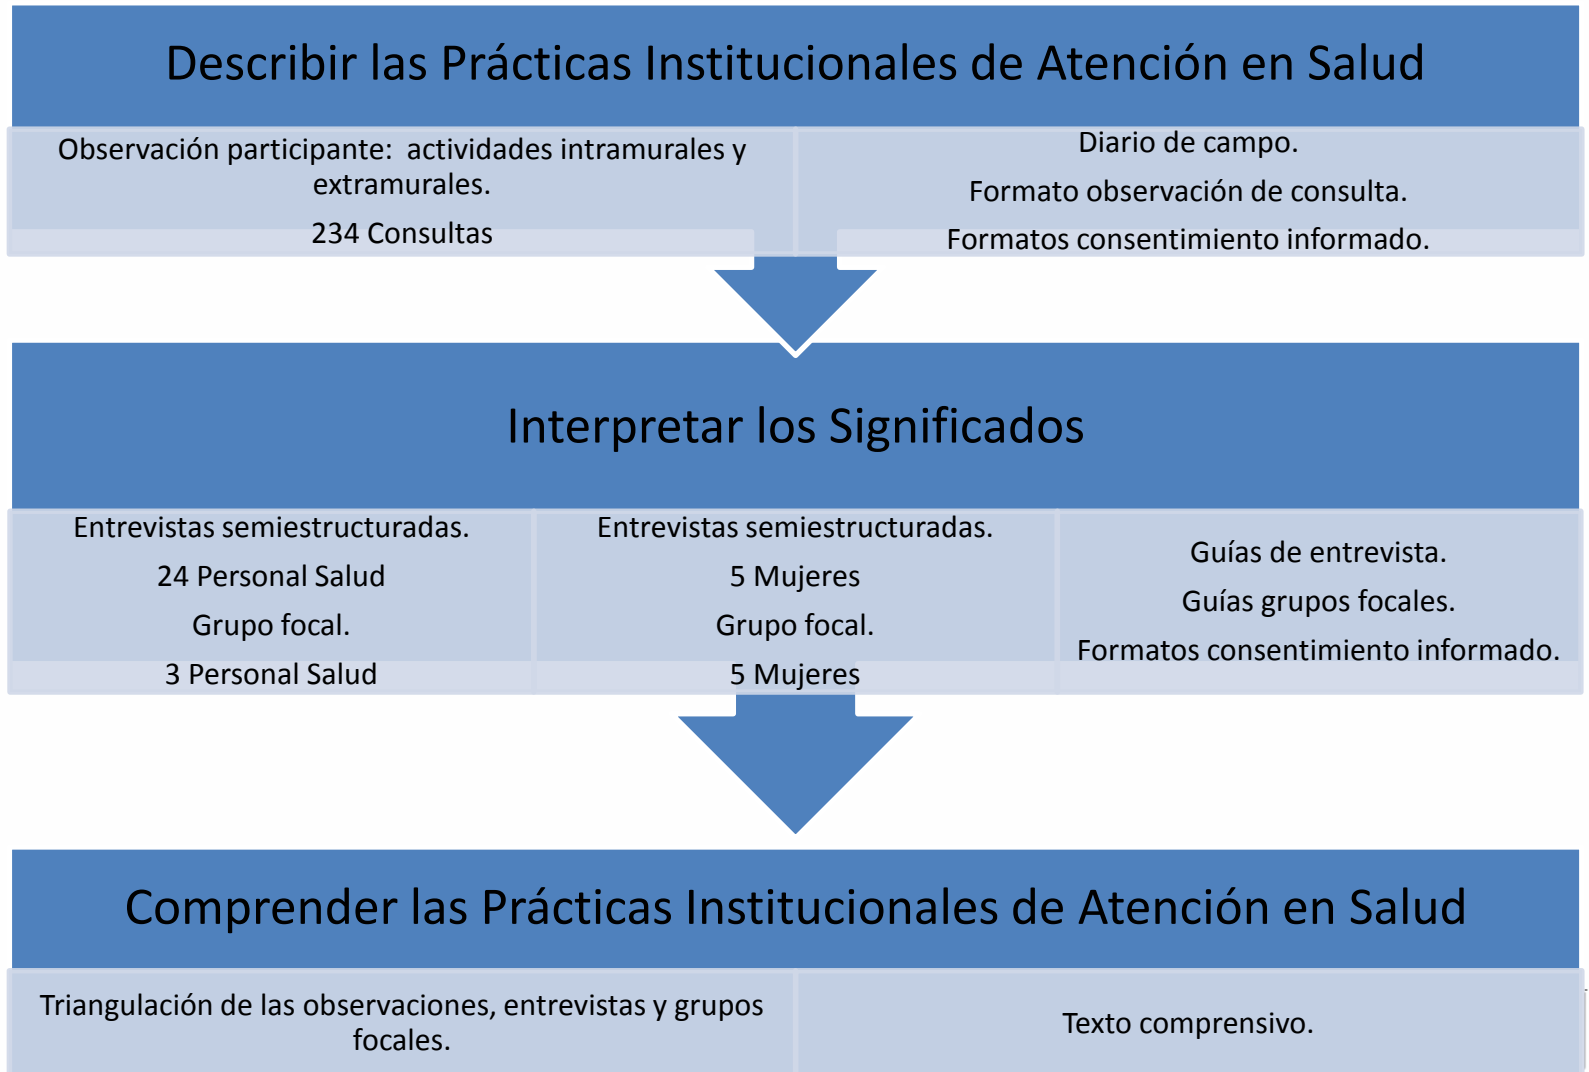 Describir las Prácticas Institucionales de Atención en Salud
Observación participante: actividades intramurales y
extramurales.
234 Consultas
Diario de campo.
Formato observación de consulta.
Formatos consentimiento informado.
Interpretar los Significados
Entrevistas semiestructuradas.
24 Personal Salud
Grupo focal.
3 Personal Salud
Entrevistas semiestructuradas.
5 Mujeres
Grupo focal.
5 Mujeres
Guías de entrevista.
Guías grupos focales.
Formatos consentimiento informado.
Comprender las Prácticas Institucionales de Atención en Salud
Triangulación de las observaciones, entrevistas y grupos
focales.
Texto comprensivo.